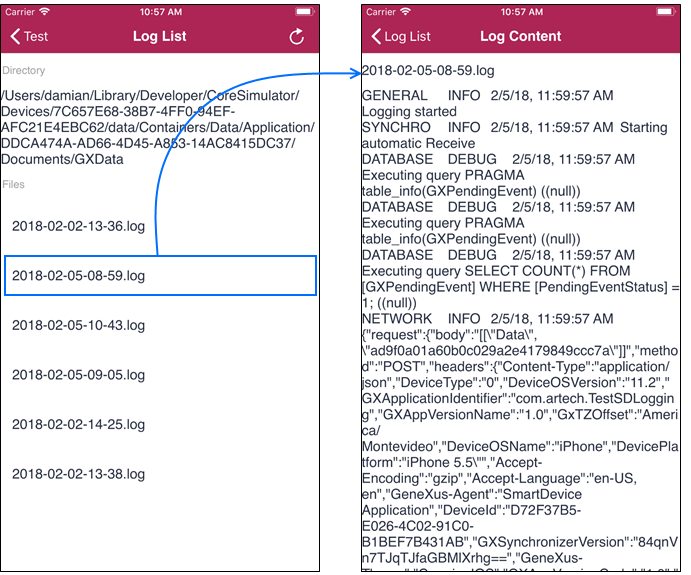 Carrier 10:57 AM
Test Log List
Directory
/Users/damian/Library/Developer/CoreSimulator/
Devices/7C657E68-38B7-4FF0-94EF-
AFC21E4EBC62/data/Containers/Data/Application/
DDCA474A-AD66-4D45-A853-14AC8415DC37/
Documents/GXData
Files
2018-02-02-13-36.log
2018-02-05-08-59.log
2018-02-05-10-43.log
2018-02-05-09-05.log
2018-02-02-14-25.log
2018-02-02-13-38.log
Carrier 10:57 AM
Log List Log Content
2018-02-05-08-59.log
GENERAL INFO 2/5/18, 11:59:57 AM
Logging started
SYNCHRO INFO 2/5/18, 11:59:57 AM Starting
automatic Receive
DATABASE DEBUG 2/5/18, 11:59:57 AM
Executing query PRAGMA
table_info(GXPendingEvent) ((null))
DATABASE DEBUG 2/5/18, 11:59:57 AM
Executing query PRAGMA
table_info(GXPendingEvent) ((null))
DATABASE DEBUG 2/5/18, 11:59:57 AM
Executing query SELECT COUNT(*) FROM
[GXPendingEvent] WHERE [PendingEventStatus] =
1; ((null))
NETWORK INFO 2/5/18, 11:59:57 AM
{"request":{"body":"[[\"Data\",
\"ad9f0a01a60b0c029a2e4179849ccc7a\"]]","metho
d":"POST","headers":{"Content-Type":"application/
json","DeviceType":"0","DeviceOSVersion":"11.2","
GXApplicationIdentifier":"com.artech.TestSDLoggin
g","GXAppVersionName":"1.0","GxTZOffset":"Ameri
ca/
Montevideo","DeviceOSName":"iPhone","DevicePla
tform":"iPhone 5.5\"","Accept-
Encoding":"gzip","Accept-Language":"en-US,
en","GeneXus-Agent":"SmartDevice
Application","DeviceId":"D72F37B5-
E026-4C02-91C0-
B1BEF7B431AB","GXSynchronizerVersion":"84qnV
n7TJqTJfaGBMIXrhg==","GeneXus-